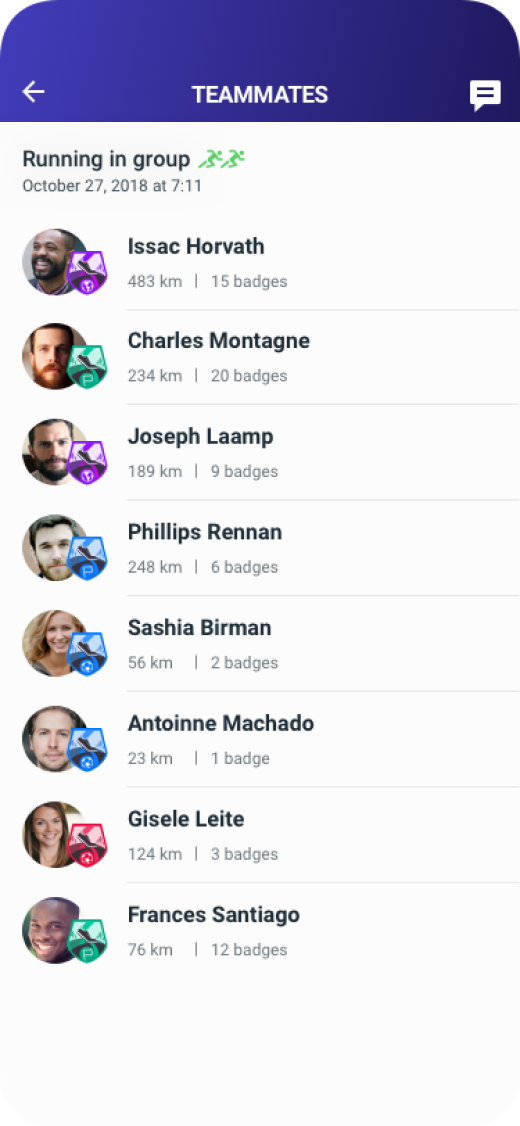 TEAMMATES
Running in group
October 27, 2018 at 7:11
Issac Horvath
483 km | 15 badges
Charles Montagne
234 km | 20 badges
Joseph Laamp
189 km | 9 badges
Phillips Rennan
248 km | 6 badges
Sashia Birman
56 km | 2 badges
Antoinne Machado
23 km | 1 badge
Gisele Leite
124 km | 3 badges
Frances Santiago
76 km | 12 badges